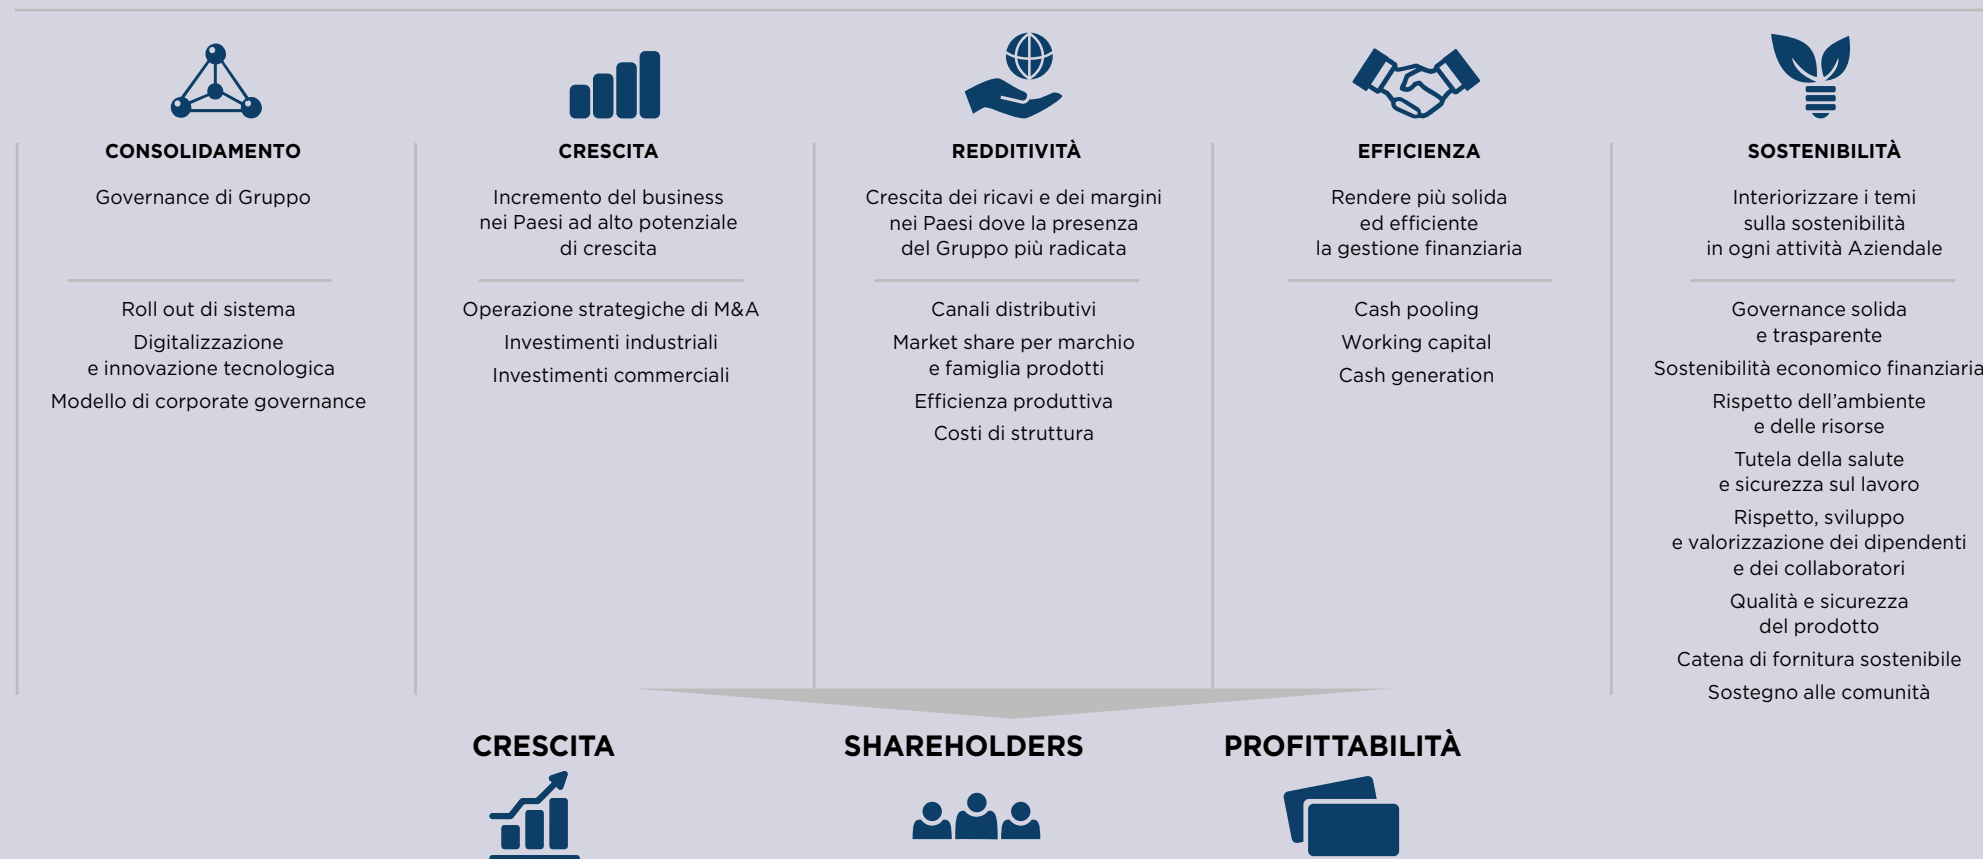 CONSOLIDAMENTO
Governance di Gruppo
Roll out di sistema
Digitalizzazione
e innovazione tecnologica
Modello di corporate governance
CRESCITA
Incremento del business
nei Paesi ad alto potenziale
di crescita
Operazione strategiche di M&A
Investimenti industriali
Investimenti commerciali
REDDITIVITÀ
Crescita dei ricavi e dei margini
nei Paesi dove la presenza
del Gruppo più radicata
Canali distributivi
Market share per marchio
e famiglia prodotti
Efficienza produttiva
Costi di struttura
EFFICIENZA
Rendere più solida
ed efficiente
la gestione finanziaria
Cash pooling
Working capital
Cash generation
SOSTENIBILITÀ
Interiorizzare i temi
sulla sostenibilità
in ogni attività Aziendale
Governance solida
e trasparente
Sostenibilità economico finanziaria
Rispetto dell’ambiente
e delle risorse
Tutela della salute
e sicurezza sul lavoro
Rispetto, sviluppo
e valorizzazione dei dipendenti
e dei collaboratori
Qualità e sicurezza
del prodotto
Catena di fornitura sostenibile
Sostegno alle comunità
CRESCITA
SHAREHOLDERS
PROFITTABILITÀ